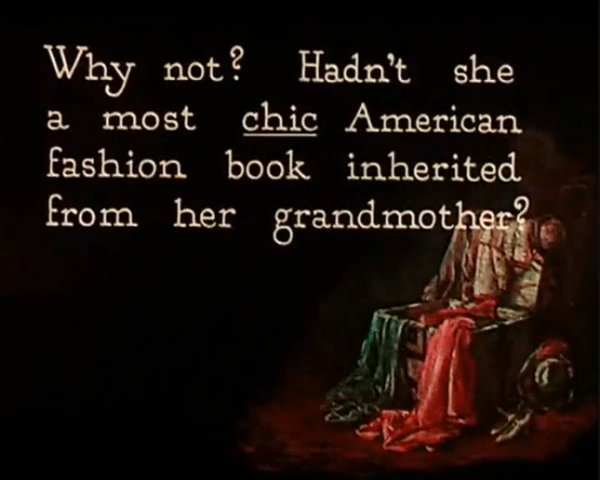 Why not? Hadn't she
a most chic American
fashion book inherited
from her grandmother?